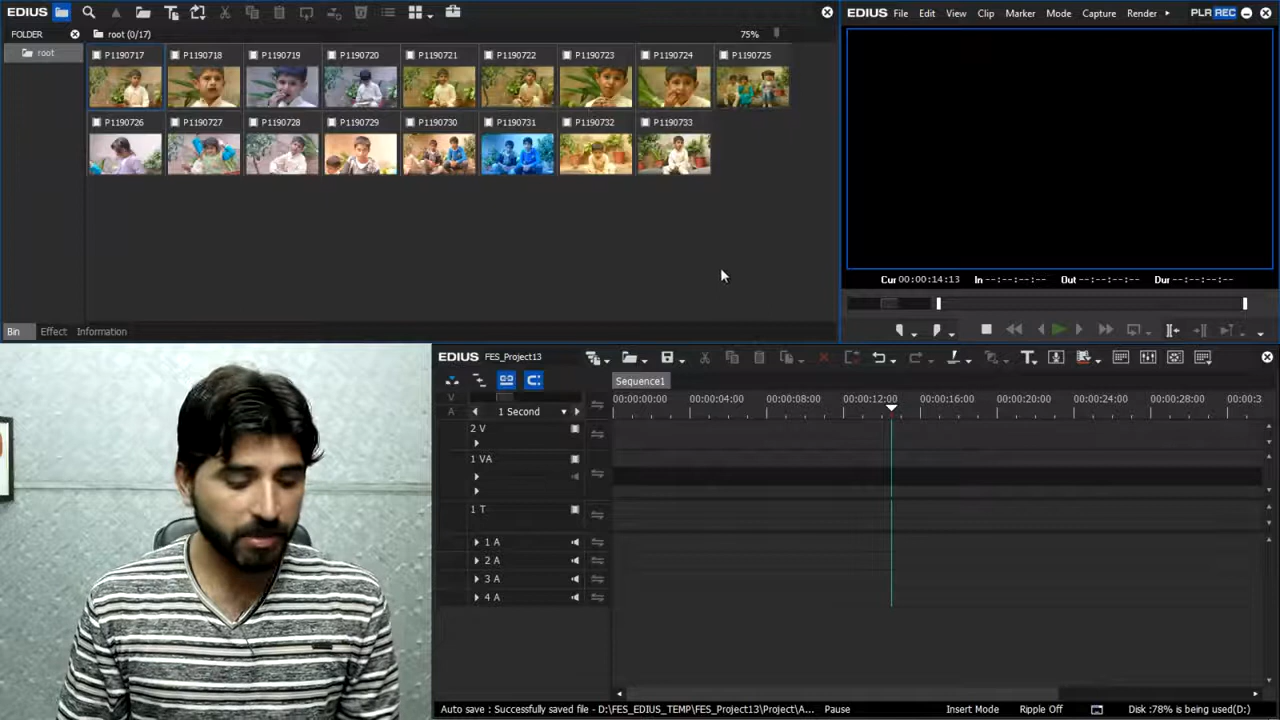 EDIUS
FOLDER
root (0/17)
75%
root
P1190717 P1190718 P1190719 P1190720 P1190721 P1190722 P1190723 P1190724 P1190725
P1190726 P1190727 P1190728 P1190729 P1190730 P1190731 P1190732 P1190733
Bin Effect Information
EDIUS File Edit View Clip Marker Mode Capture Render PLR REC
Cur 00:00:14:13 In --:--:--:-- Out --:--:--:-- Dur --:--:--:--
EDIUS FES_Project13
Sequence1
V
A
1 Second
00:00:00:00 00:00:04:00 00:00:08:00 00:00:12:00 00:00:16:00 00:00:20:00 00:00:24:00 00:00:28:00 00:00:3
2 V
1 VA
1 T
1 A
2 A
3 A
4 A
Auto save : Successfully saved file - D:\FES_EDIUS_TEMP\FES_Project13\Project\A... Pause Insert Mode Ripple Off Disk :78% is being used(D:)